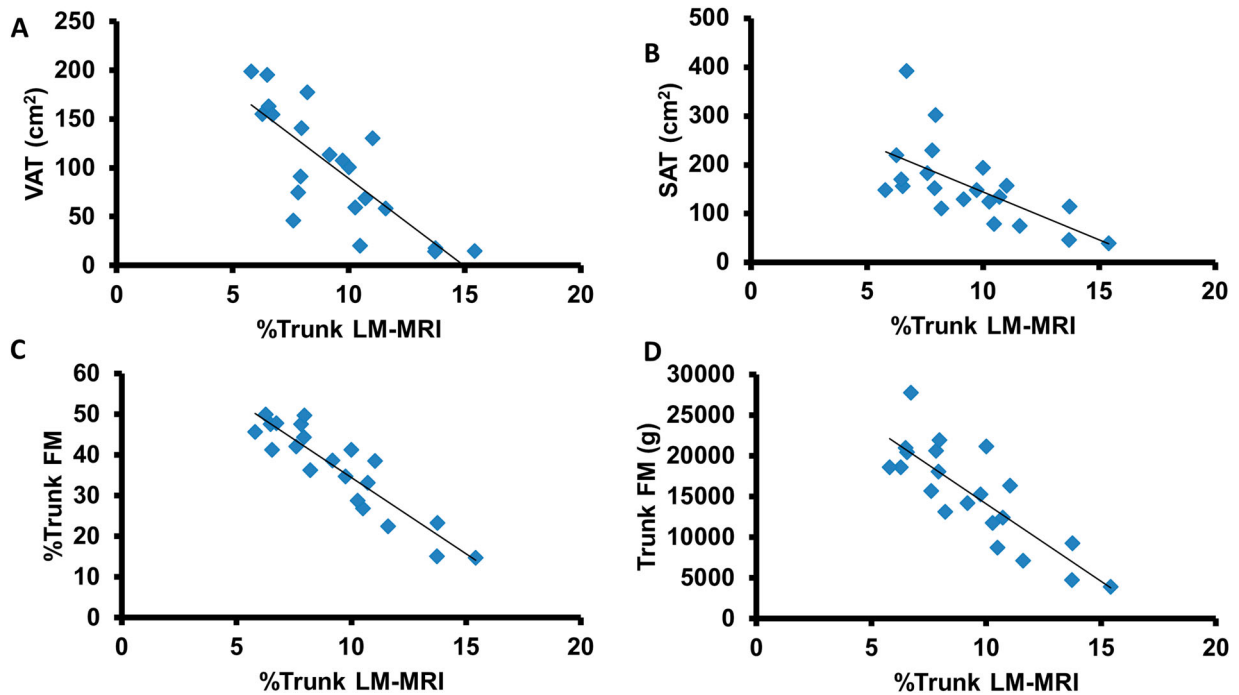 A
VAT (cm²)
250
200
150
100
50
0
0 5 10 15 20
%Trunk LM-MRI
B
SAT (cm²)
500
400
300
200
100
0
0 5 10 15 20
%Trunk LM-MRI
C
%Trunk FM
60
50
40
30
20
10
0
0 5 10 15 20
%Trunk LM-MRI
D
Trunk FM (g)
30000
25000
20000
15000
10000
5000
0
0 5 10 15 20
%Trunk LM-MRI